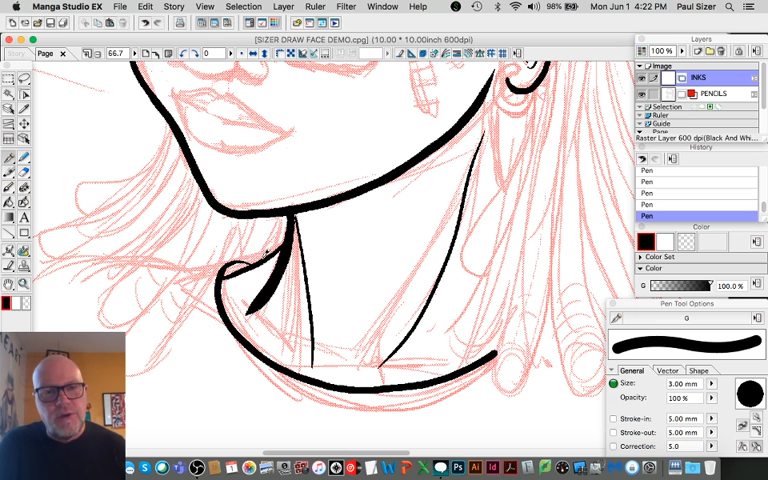 Manga Studio EX File Edit Story View Selection Layer Ruler Filter Window Help 98% Mon Jun 1 4:22 PM Paul Sizer
[SIZER DRAW FACE DEMO.cpg] (10.00 * 10.00inch 600dpi)
Story Page 66.7 0
Layers
100 %
Image
INKS
PENCILS
Selection
Ruler
Guide
Page
Raster Layer 600 dpi(Black And Whi...
History
Pen
Pen
Pen
Pen
Pen
Color
Color Set
Color
G 100.0 %
Pen Tool Options
G
General Vector Shape
Size: 3.00 mm
Opacity: 100 %
Stroke-in: 5.00 mm
Stroke-out: 5.00 mm
Correction: 5.0